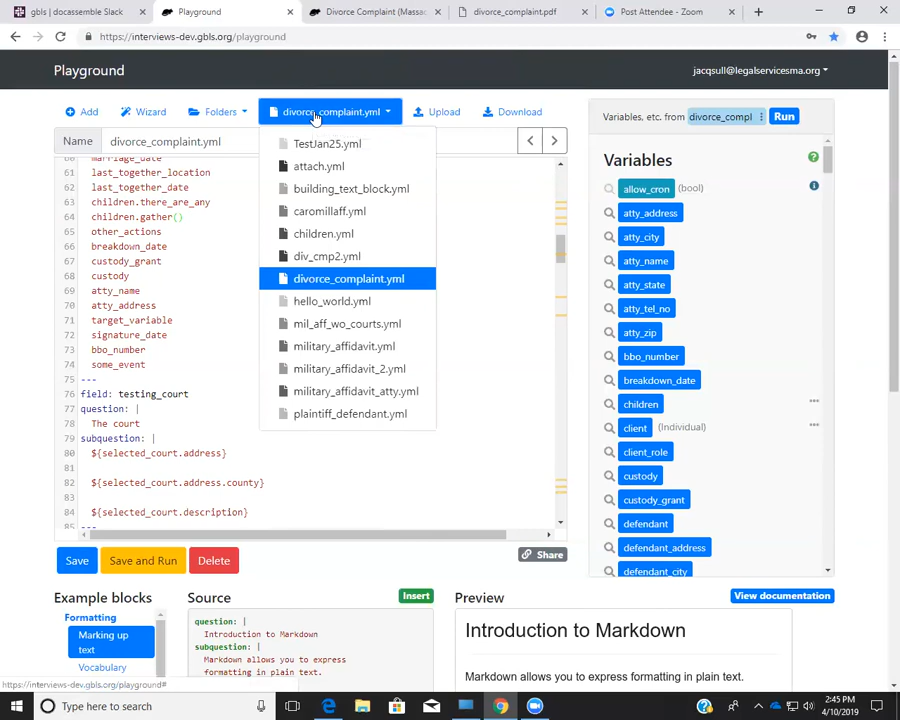 gbls | docassemble Slack
Playground
Divorce Complaint (Massac
divorce_complaint.pdf
Post Attendee - Zoom
https://interviews-dev.gbls.org/playground
Playground
jacqsull@legalservicesma.org
Add
Wizard
Folders
divorce_complaint.yml
Upload
Download
Variables, etc. from
divorce_compl
Run
Name
divorce_complaint.yml
60 marriage_date
61 last_together_location
62 last_together_date
63 children.there_are_any
64 children.gather()
65 other_actions
66 breakdown_date
67 custody_grant
68 custody
69 atty_name
70 atty_address
71 target_variable
72 signature_date
73 bbo_number
74 some_event
75 ---
76 field: testing_court
77 question: |
78 The court
79 subquestion: |
80 ${selected_court.address}
81
82 ${selected_court.address.county}
83
84 ${selected_court.description}
85 ---
TestJan25.yml
attach.yml
building_text_block.yml
caromillaff.yml
children.yml
div_cmp2.yml
divorce_complaint.yml
hello_world.yml
mil_aff_wo_courts.yml
military_affidavit.yml
military_affidavit_2.yml
military_affidavit_atty.yml
plaintiff_defendant.yml
Variables
allow_cron (bool)
atty_address
atty_city
atty_name
atty_state
atty_tel_no
atty_zip
bbo_number
breakdown_date
children
client (Individual)
client_role
custody
custody_grant
defendant
defendant_address
defendant_city
Save
Save and Run
Delete
Share
Example blocks
Formatting
Marking up
text
Vocabulary
Source
Insert
question: |
Introduction to Markdown
subquestion: |
Markdown allows you to express
formatting in plain text.
Preview
View documentation
Introduction to Markdown
Markdown allows you to express formatting in plain text.
https://interviews-dev.gbls.org/playground#
Type here to search
2:45 PM
4/10/2019